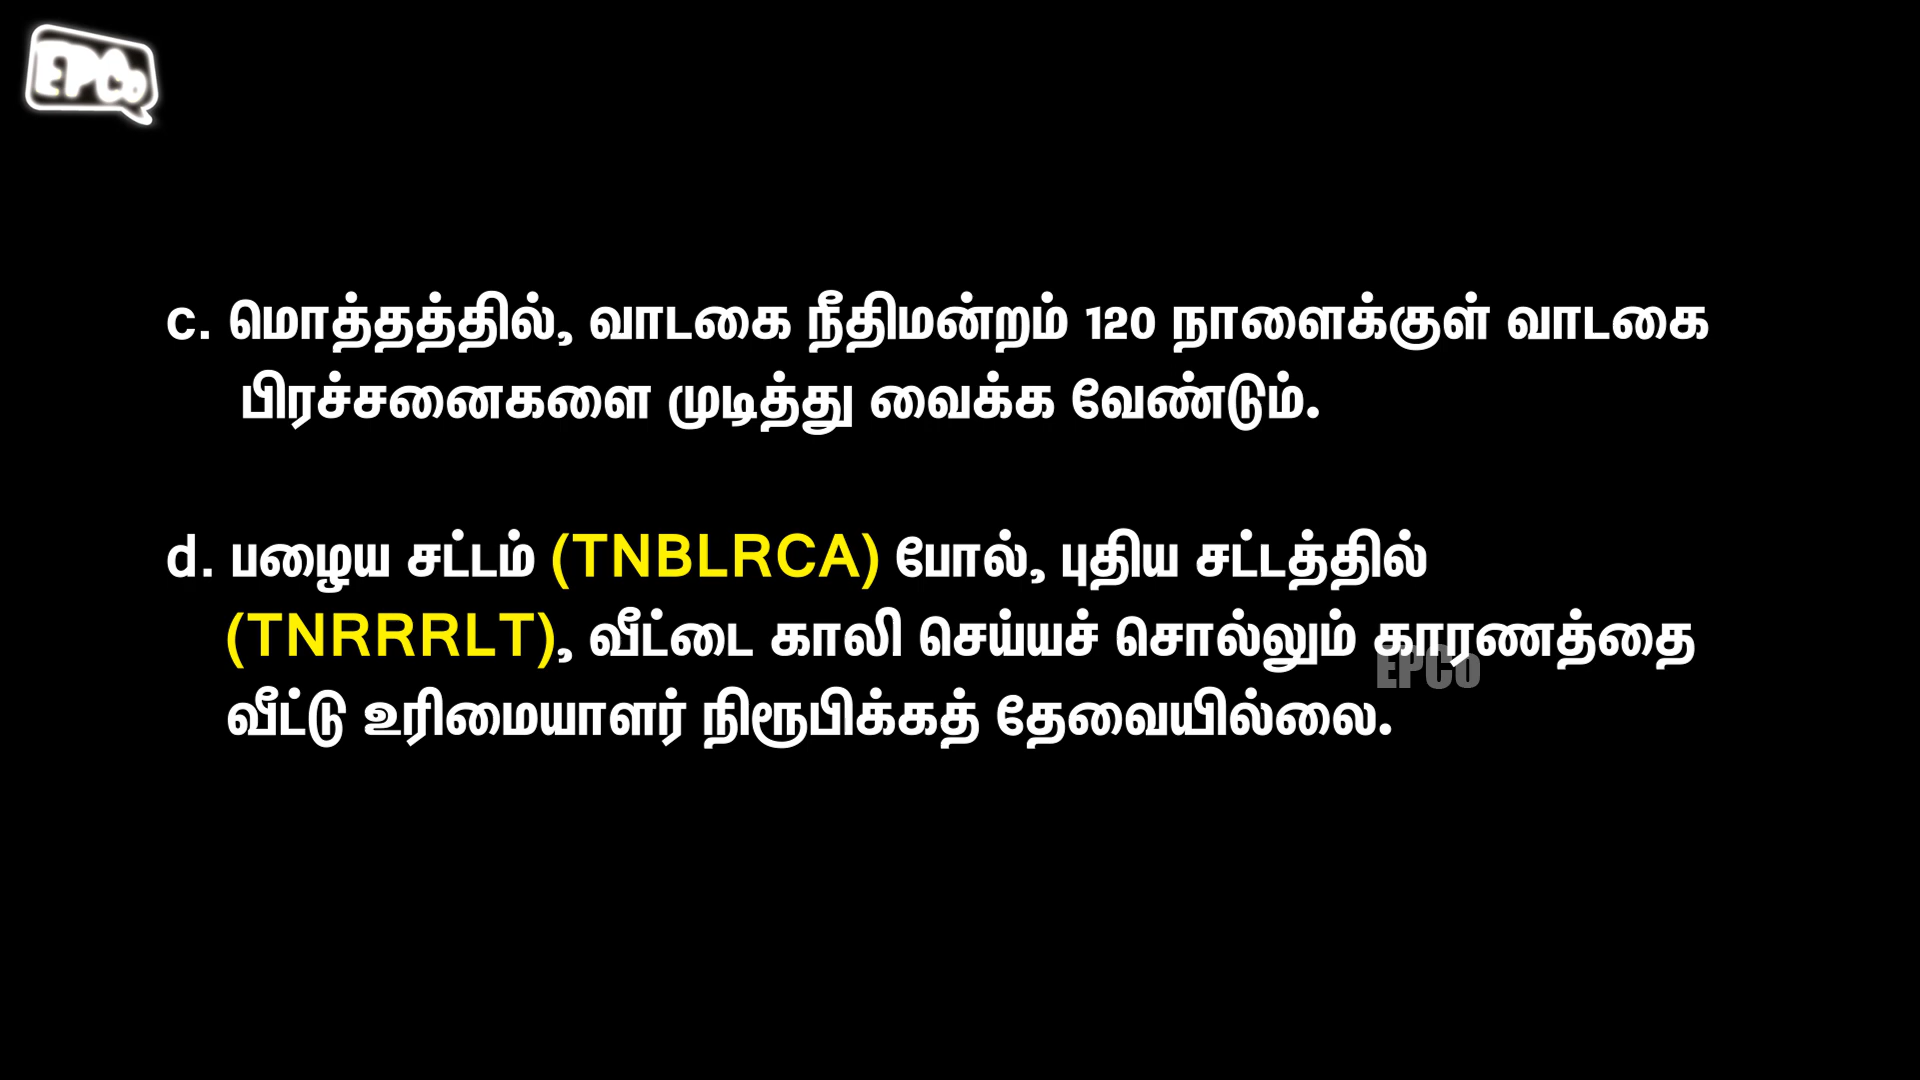 EPCo
c. மொத்தத்தில், வாடகை நீதிமன்றம் 120 நாளைக்குள் வாடகை
பிரச்சனைகளை முடித்து வைக்க வேண்டும்.
d. பழைய சட்டம் (TNBLRCA) போல், புதிய சட்டத்தில்
(TNRRRLT), வீட்டை காலி செய்யச் சொல்லும் காரணத்தை
EPCo
வீட்டு உரிமையாளர் நிரூபிக்கத் தேவையில்லை.